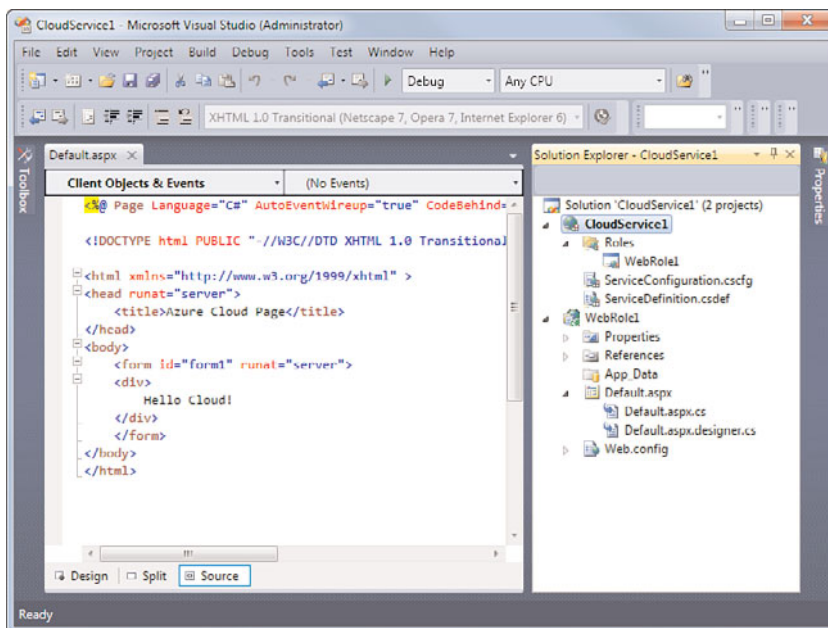 CloudService1 - Microsoft Visual Studio (Administrator)
File Edit View Project Build Debug Tools Test Window Help
Debug Any CPU
XHTML 1.0 Transitional (Netscape 7, Opera 7, Internet Explorer 6)
Toolbox
Default.aspx
Client Objects & Events (No Events)
<%@ Page Language="C#" AutoEventWireup="true" CodeBehind=
<!DOCTYPE html PUBLIC "-//W3C//DTD XHTML 1.0 Transitional
<html xmlns="http://www.w3.org/1999/xhtml" >
<head runat="server">
<title>Azure Cloud Page</title>
</head>
<body>
<form id="form1" runat="server">
<div>
Hello Cloud!
</div>
</form>
</body>
</html>
Design Split Source
Solution Explorer - CloudService1
Solution 'CloudService1' (2 projects)
CloudService1
Roles
WebRole1
ServiceConfiguration.cscfg
ServiceDefinition.csdef
WebRole1
Properties
References
App_Data
Default.aspx
Default.aspx.cs
Default.aspx.designer.cs
Web.config
Properties
Ready